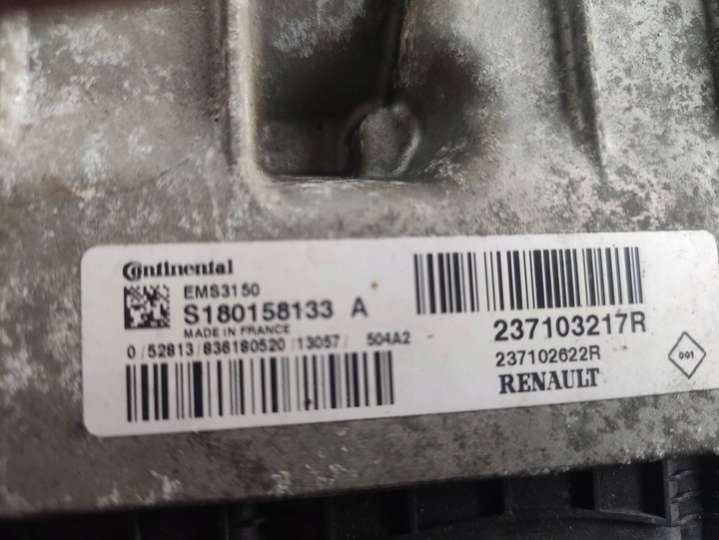 Continental
EMS3150
S180158133 A
MADE IN FRANCE
0/52813/836180520/13057/ 504A2
237103217R
237102622R
RENAULT
001